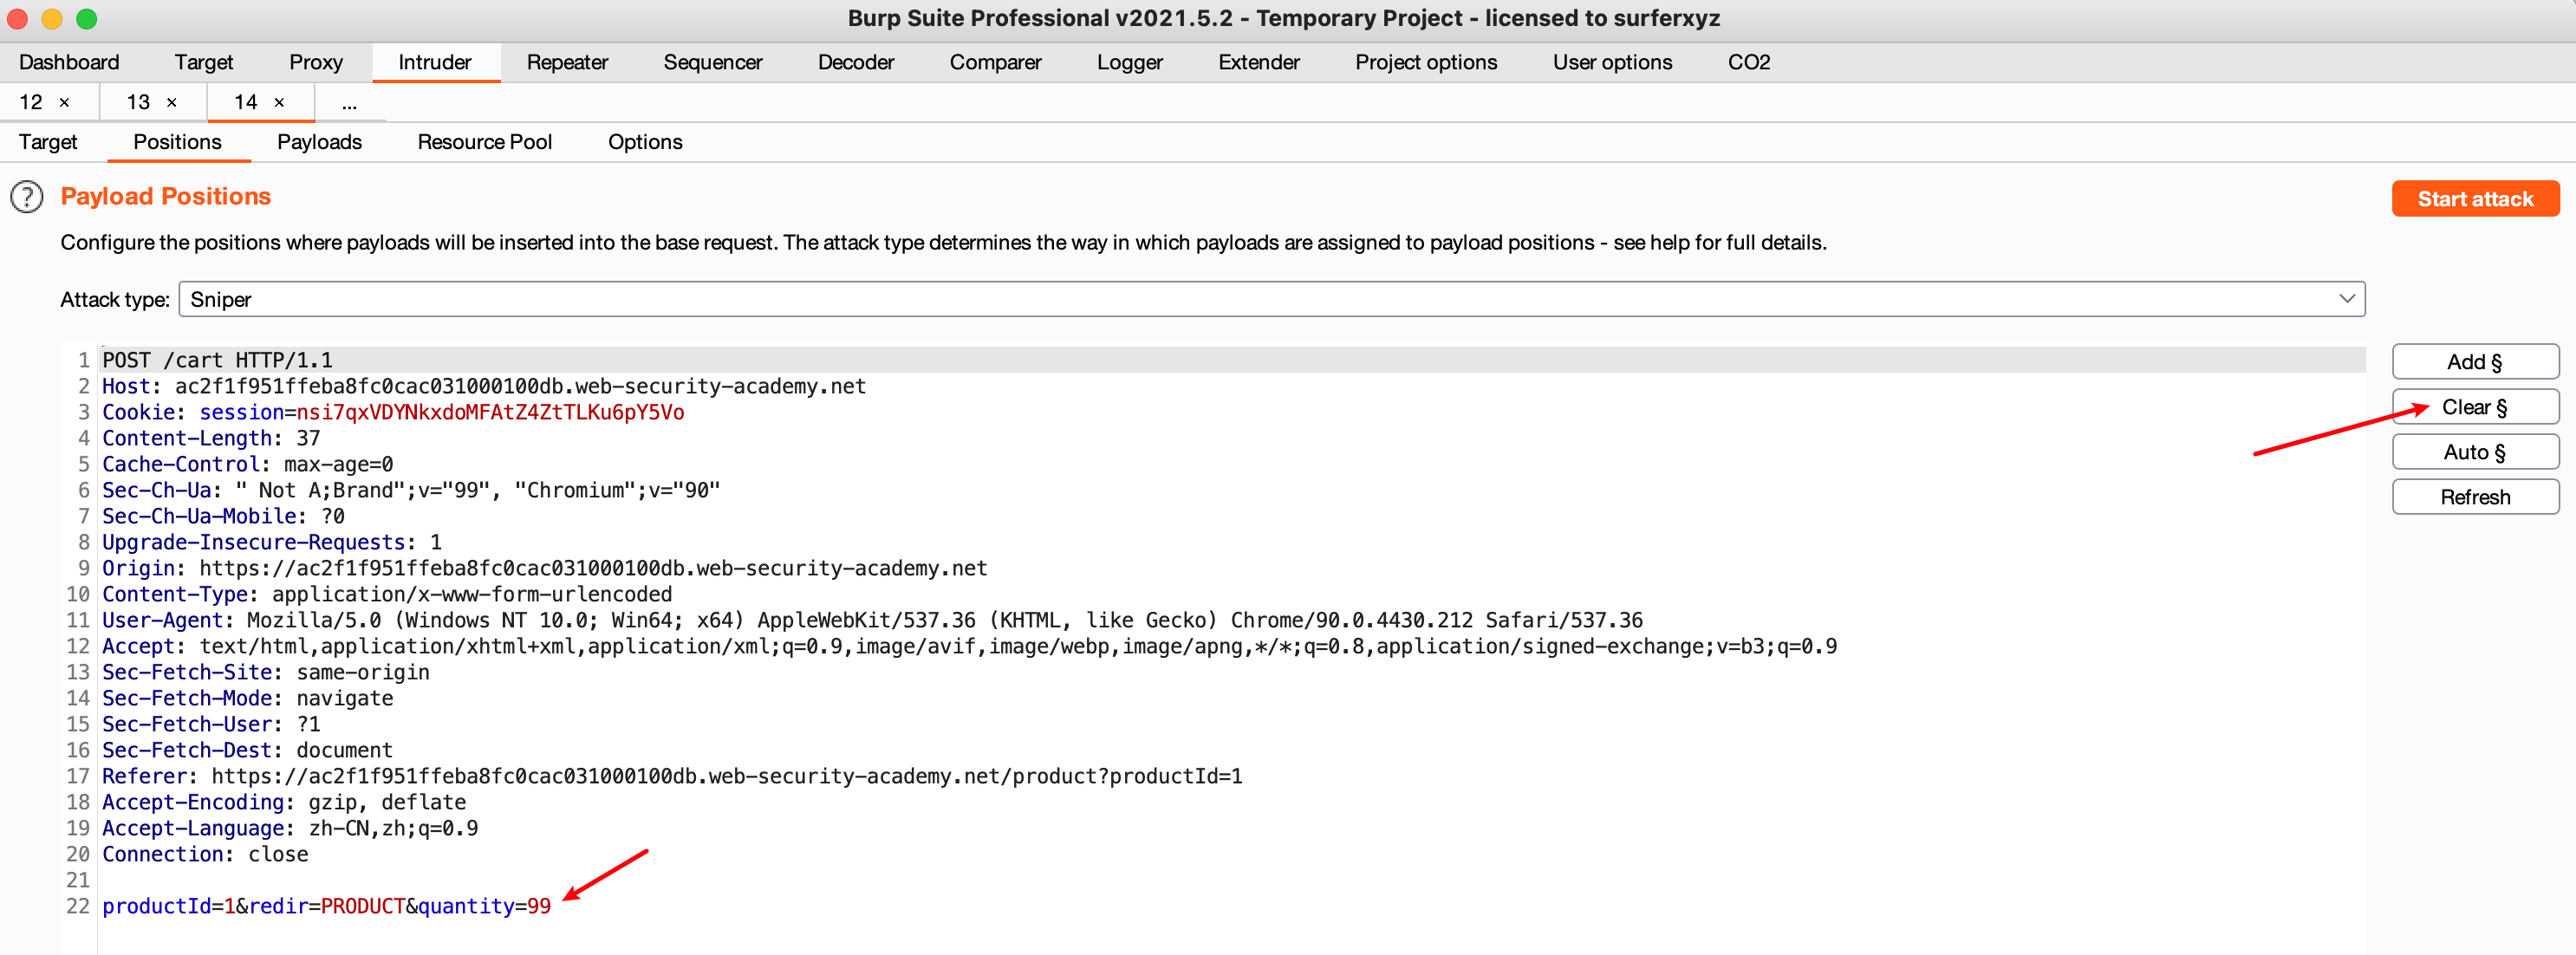 Burp Suite Professional v2021.5.2 - Temporary Project - licensed to surferxyz
Dashboard Target Proxy Intruder Repeater Sequencer Decoder Comparer Logger Extender Project options User options CO2
12 × 13 × 14 × ...
Target Positions Payloads Resource Pool Options
? Payload Positions Start attack
Configure the positions where payloads will be inserted into the base request. The attack type determines the way in which payloads are assigned to payload positions - see help for full details.
Attack type: Sniper
1 POST /cart HTTP/1.1
Add §
2 Host: ac2f1f951ffeba8fc0cac031000100db.web-security-academy.net
3 Cookie: session=nsi7qxVDYNkxdoMFAtZ4ZtTLKu6pY5Vo
Clear §
4 Content-Length: 37
5 Cache-Control: max-age=0
Auto §
6 Sec-Ch-Ua: " Not A;Brand";v="99", "Chromium";v="90"
Refresh
7 Sec-Ch-Ua-Mobile: ?0
8 Upgrade-Insecure-Requests: 1
9 Origin: https://ac2f1f951ffeba8fc0cac031000100db.web-security-academy.net
10 Content-Type: application/x-www-form-urlencoded
11 User-Agent: Mozilla/5.0 (Windows NT 10.0; Win64; x64) AppleWebKit/537.36 (KHTML, like Gecko) Chrome/90.0.4430.212 Safari/537.36
12 Accept: text/html,application/xhtml+xml,application/xml;q=0.9,image/avif,image/webp,image/apng,*/*;q=0.8,application/signed-exchange;v=b3;q=0.9
13 Sec-Fetch-Site: same-origin
14 Sec-Fetch-Mode: navigate
15 Sec-Fetch-User: ?1
16 Sec-Fetch-Dest: document
17 Referer: https://ac2f1f951ffeba8fc0cac031000100db.web-security-academy.net/product?productId=1
18 Accept-Encoding: gzip, deflate
19 Accept-Language: zh-CN,zh;q=0.9
20 Connection: close
21
22 productId=1&redir=PRODUCT&quantity=99